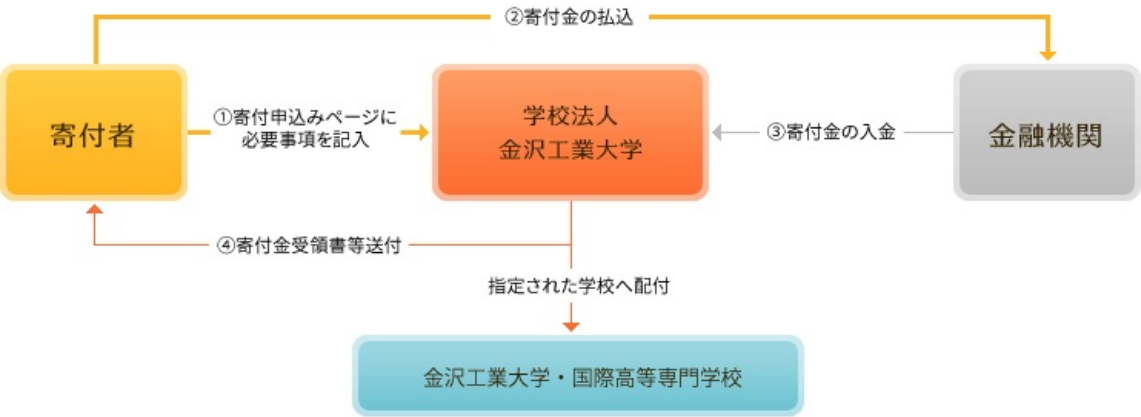 ②寄付金の払込
寄付者
①寄付申込みページに
必要事項を記入
学校法人
金沢工業大学
③寄付金の入金
金融機関
④寄付金受領書等送付
指定された学校へ配付
金沢工業大学・国際高等専門学校